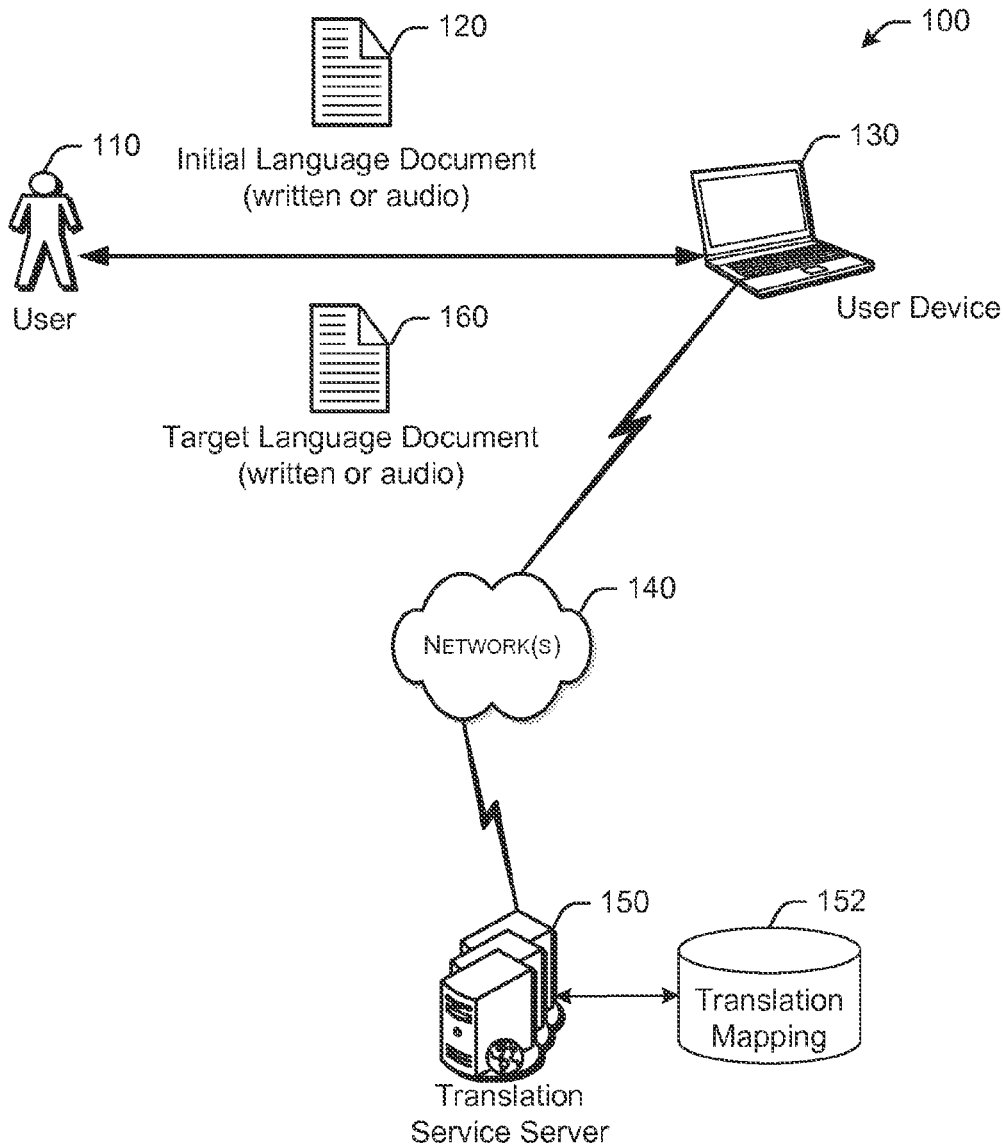 100
120
Initial Language Document
(written or audio)
110
User
130
User Device
160
Target Language Document
(written or audio)
140
NETWORK(S)
150
Translation
Service Server
152
Translation
Mapping